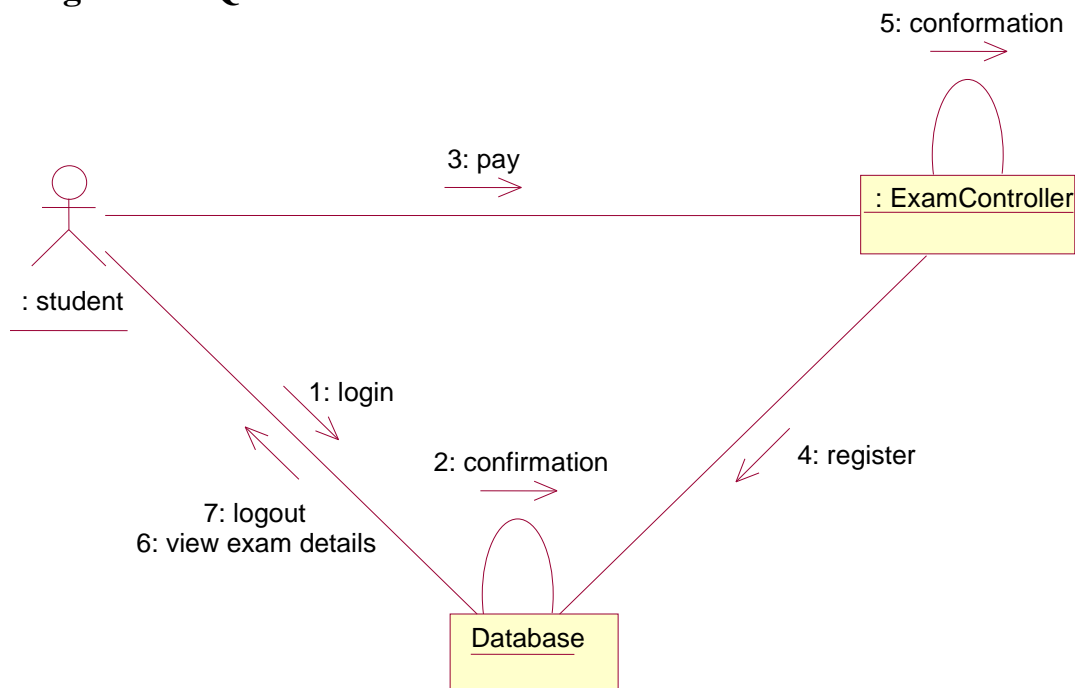 5: conformation
3: pay
: ExamController
: student
1: login
2: confirmation
4: register
7: logout
6: view exam details
Database